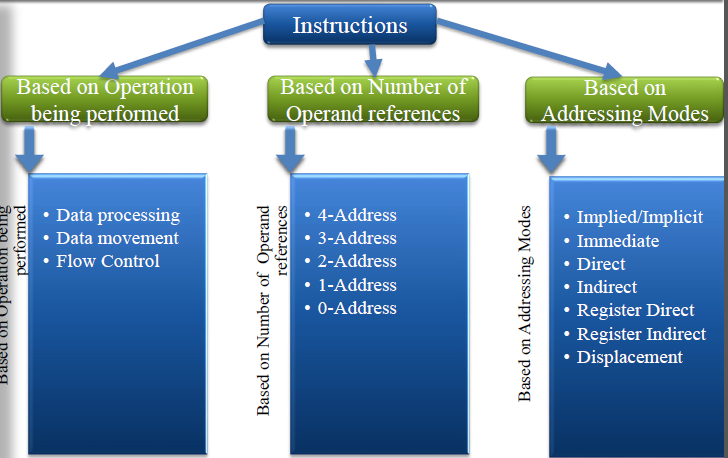 Instructions
Based on Operation
being performed
Based on Number of
Operand references
Based on
Addressing Modes
Based on Operation being
performed
• Data processing
• Data movement
• Flow Control
Based on Number of Operand
references
• 4-Address
• 3-Address
• 2-Address
• 1-Address
• 0-Address
Based on Addressing Modes
• Implied/Implicit
• Immediate
• Direct
• Indirect
• Register Direct
• Register Indirect
• Displacement